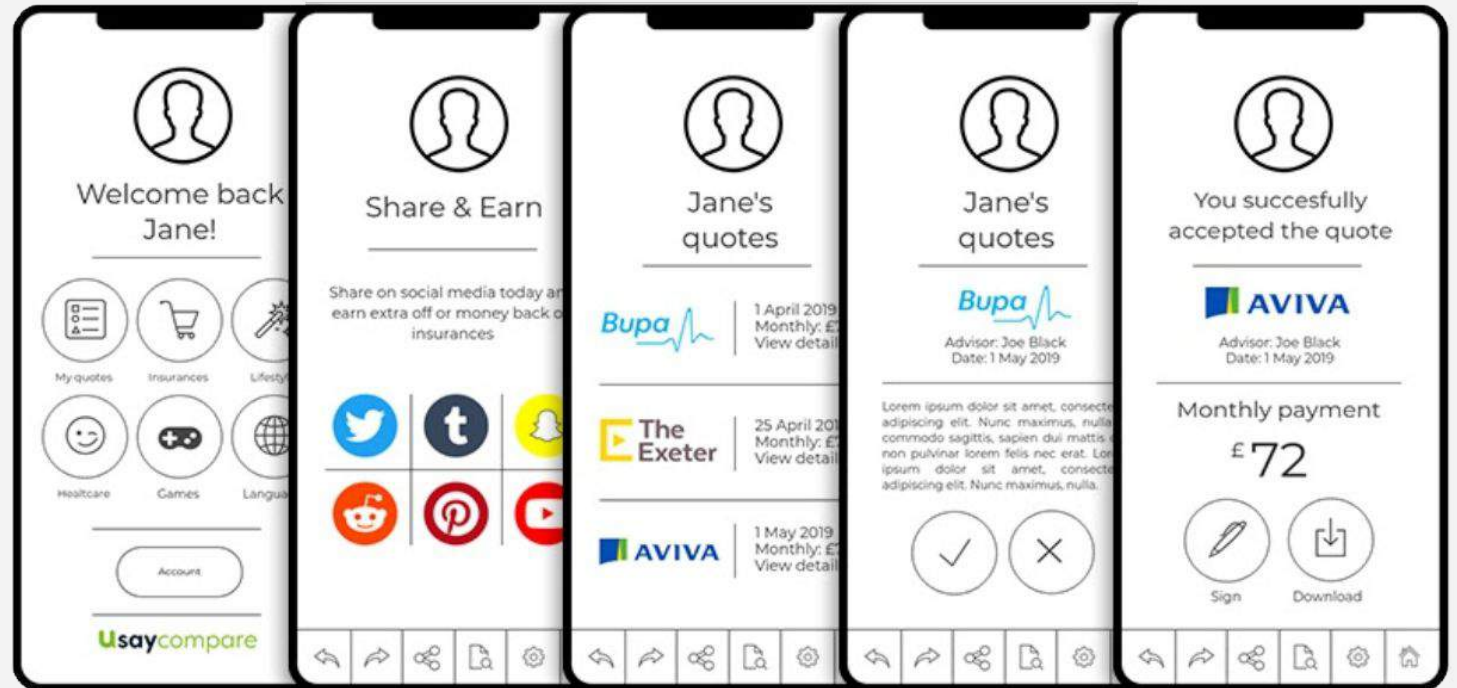 Welcome back
Jane!
My quotes
Insurances
Lifestyl
Healtcare
Games
Langua
Account
Usaycompare
Share & Earn
Share on social media today an
earn extra off or money back o
insurances
t
Jane's
quotes
Bupa
1 April 2019
Monthly: £7
View detail
The
Exeter
25 April 201
Monthly: £7
View detail
AVIVA
1 May 2019
Monthly: £7
View detail
Jane's
quotes
Bupa
Advisor: Joe Black
Date: 1 May 2019
Lorem ipsum dolor sit amet, consecte
adipiscing elit. Nunc maximus, nulla
commodo sagittis, sapien dui mattis
non pulvinar lorem felis nec erat. Lor
ipsum dolor sit amet, consecte
adipiscing elit. Nunc maximus, nulla.
You succesfully
accepted the quote
AVIVA
Advisor: Joe Black
Date: 1 May 2019
Monthly payment
£72
Sign
Download